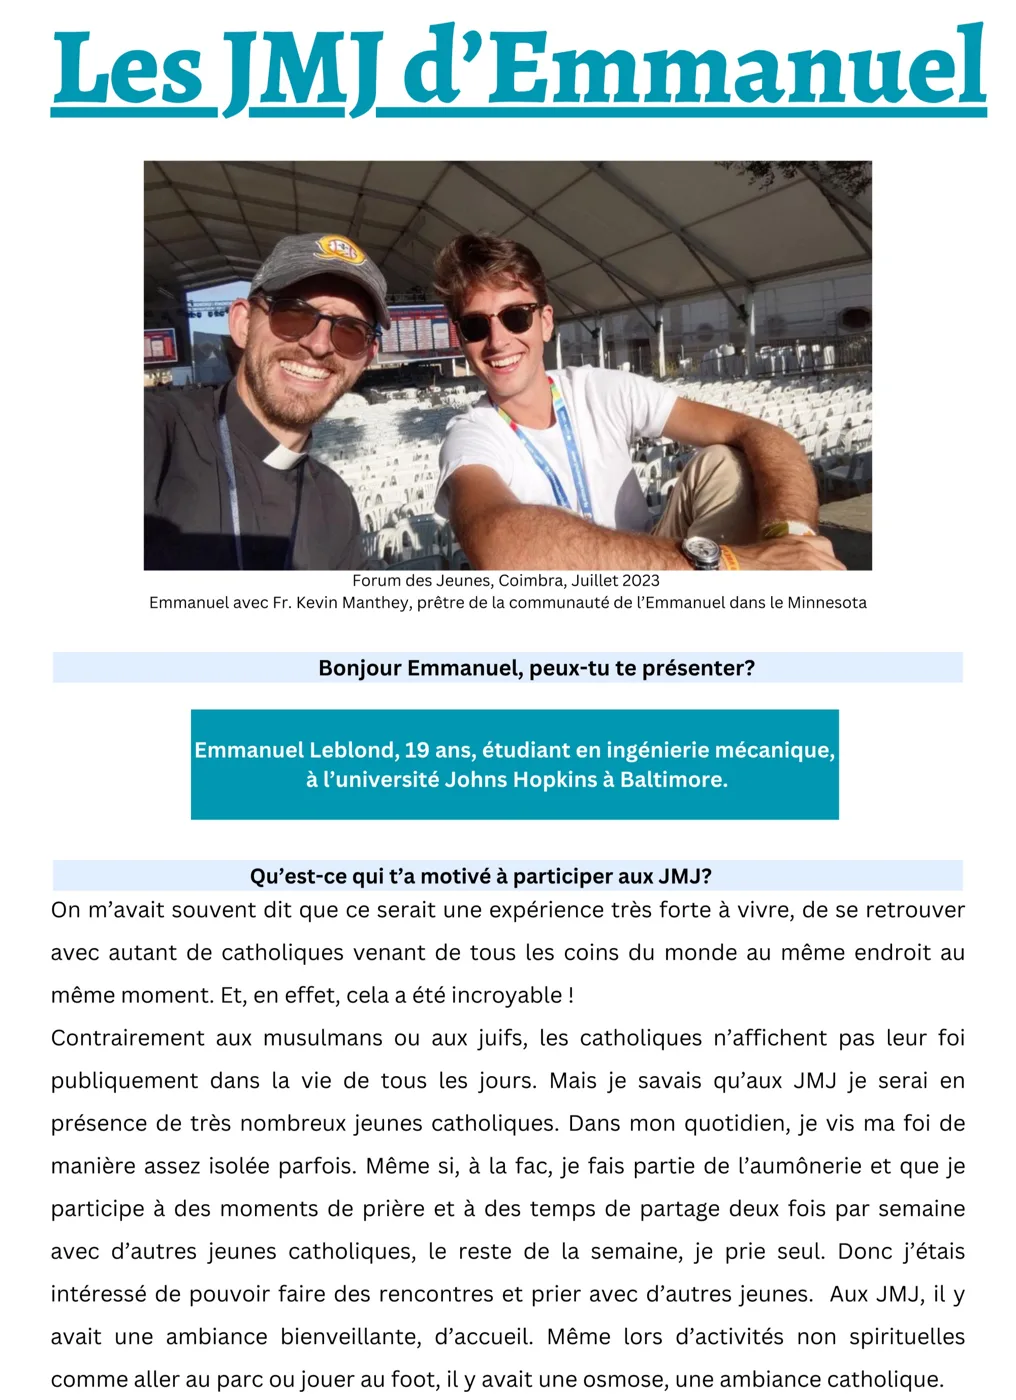 Les JMJ d’Emmanuel
Forum des Jeunes, Coimbra, Juillet 2023
Emmanuel avec Fr. Kevin Manthey, prêtre de la communauté de l’Emmanuel dans le Minnesota
Bonjour Emmanuel, peux-tu te présenter?
Emmanuel Leblond, 19 ans, étudiant en ingénierie mécanique,
à l’université Johns Hopkins à Baltimore.
Qu’est-ce qui t’a motivé à participer aux JMJ?
On m’avait souvent dit que ce serait une expérience très forte à vivre, de se retrouver
avec autant de catholiques venant de tous les coins du monde au même endroit au
même moment. Et, en effet, cela a été incroyable !
Contrairement aux musulmans ou aux juifs, les catholiques n’affichent pas leur foi
publiquement dans la vie de tous les jours. Mais je savais qu’aux JMJ je serai en
présence de très nombreux jeunes catholiques. Dans mon quotidien, je vis ma foi de
manière assez isolée parfois. Même si, à la fac, je fais partie de l’aumônerie et que je
participe à des moments de prière et à des temps de partage deux fois par semaine
avec d’autres jeunes catholiques, le reste de la semaine, je prie seul. Donc j’étais
intéressé de pouvoir faire des rencontres et prier avec d’autres jeunes.  Aux JMJ, il y
avait une ambiance bienveillante, d’accueil. Même lors d’activités non spirituelles
comme aller au parc ou jouer au foot, il y avait une osmose, une ambiance catholique.